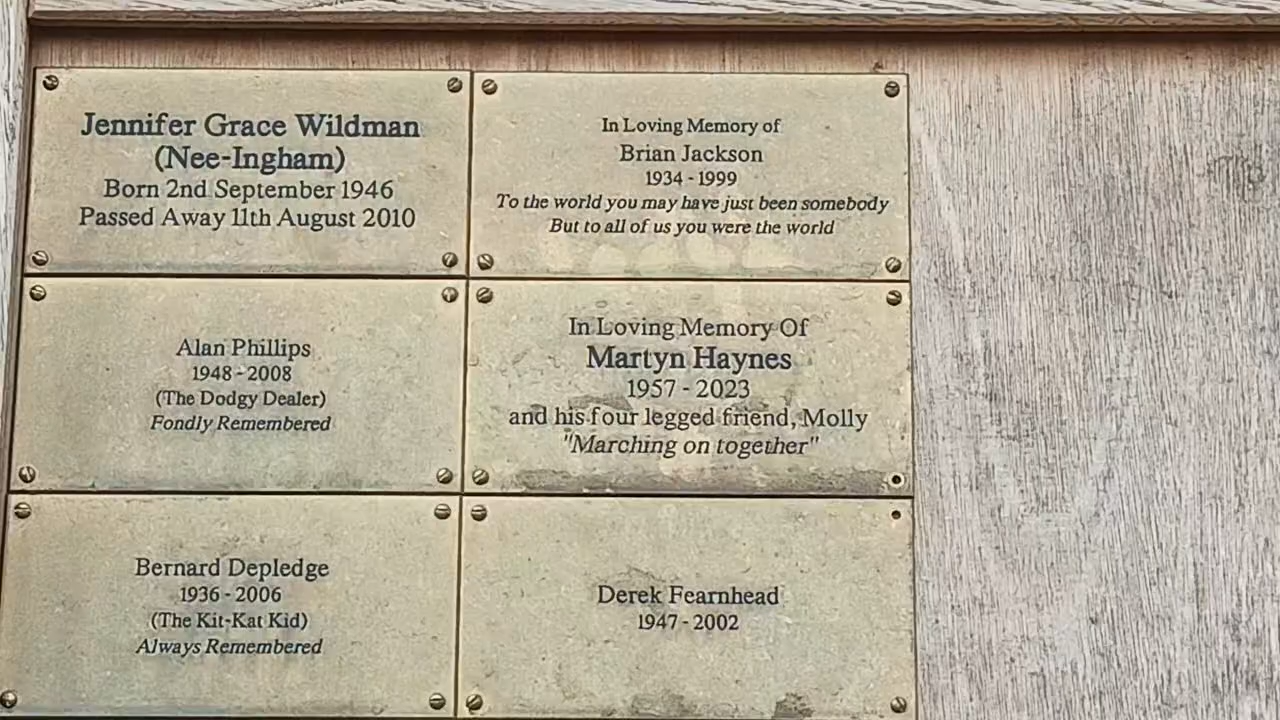 Jennifer Grace Wildman
(Nee-Ingham)
Born 2nd September 1946
Passed Away 11th August 2010
In Loving Memory of
Brian Jackson
1934 - 1999
To the world you may have just been somebody
But to all of us you were the world
Alan Phillips
1948 - 2008
(The Dodgy Dealer)
Fondly Remembered
In Loving Memory Of
Martyn Haynes
1957 - 2023
and his four legged friend, Molly
"Marching on together"
Bernard Depledge
1936 - 2006
(The Kit-Kat Kid)
Always Remembered
Derek Fearnhead
1947 - 2002